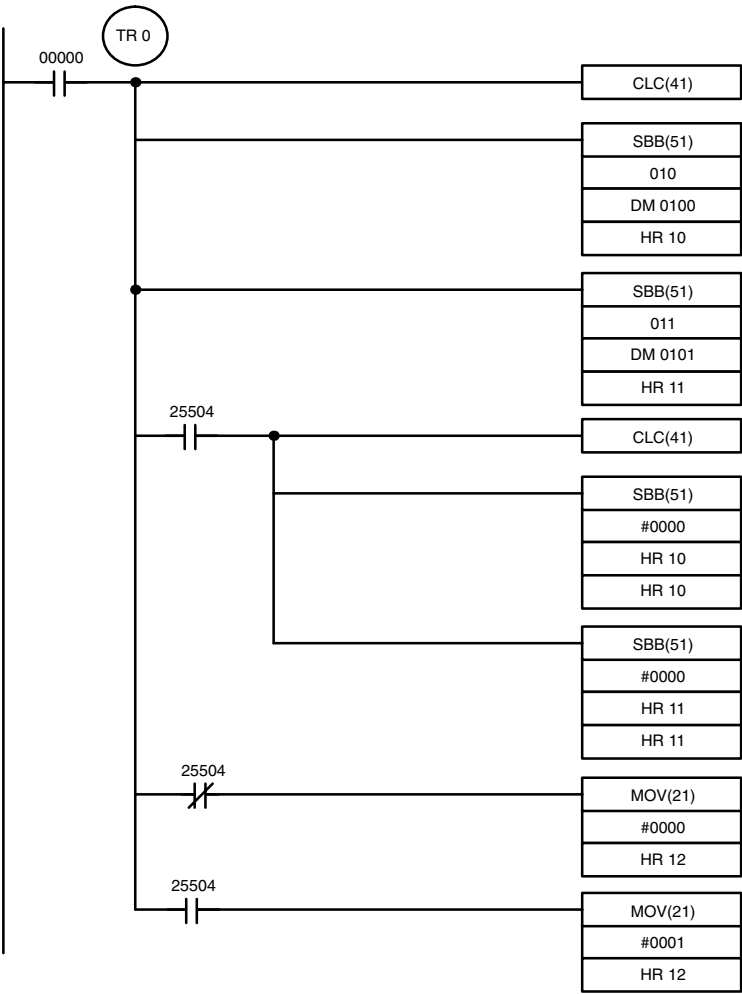 TR 0
00000
CLC(41)
SBB(51)
010
DM 0100
HR 10
SBB(51)
011
DM 0101
HR 11
25504
CLC(41)
SBB(51)
#0000
HR 10
HR 10
SBB(51)
#0000
HR 11
HR 11
25504
MOV(21)
#0000
HR 12
25504
MOV(21)
#0001
HR 12